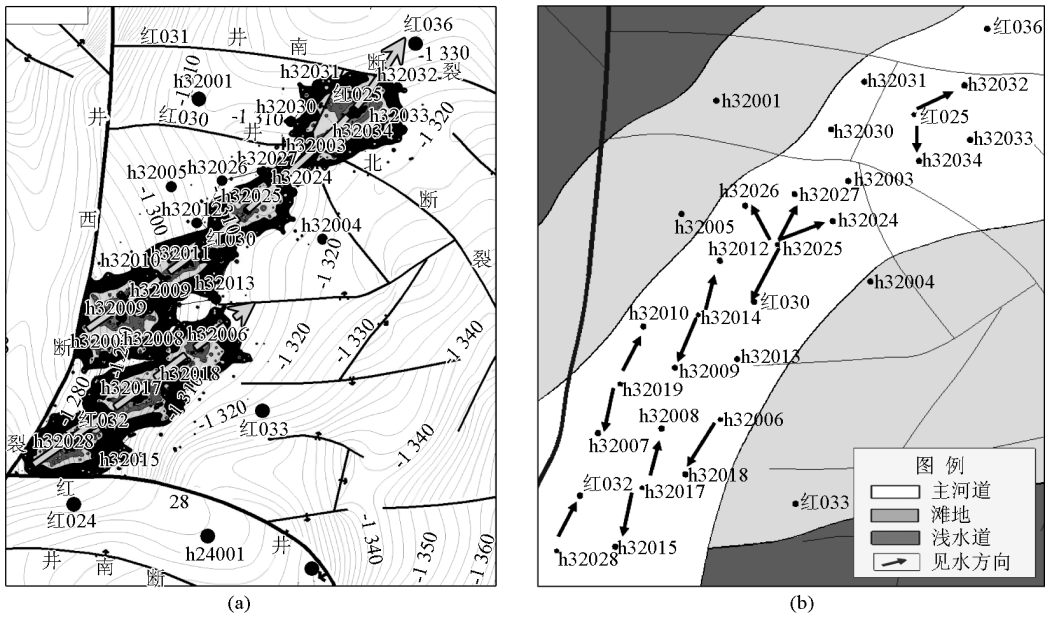 红036
红031
井
南
断
-1 330
裂
h32031
h32032
h32001
-1 310
红025
h32030
h32033
红030
-1 310
h32034
-1 320
井
井
h32003
h32027
北
h32026
h32005
h32024
h32025
-1 300
断
h32012
西
红030
h32004
-1 320
h32011
裂
h32010
h32013
h32009
h32009
h32006
h32008
断
-1 320
-1 330
-1 340
h32018
h32017
-1 280
-1 320
红033
红032
裂
h32028
-1 340
h32015
红
28
红024
井
h24001
-1 340
-1 350
-1 360
井
南
断
(a)
红036
h32031
h32032
h32001
红025
h32030
h32033
h32034
h32003
h32026
h32027
h32005
h32024
h32012
h32025
h32004
红030
h32010
h32014
h32013
h32009
h32019
h32008
h32006
h32007
h32018
红032
h32017
红033
h32015
h32028
图 例
主河道
滩地
浅水道
见水方向
(b)